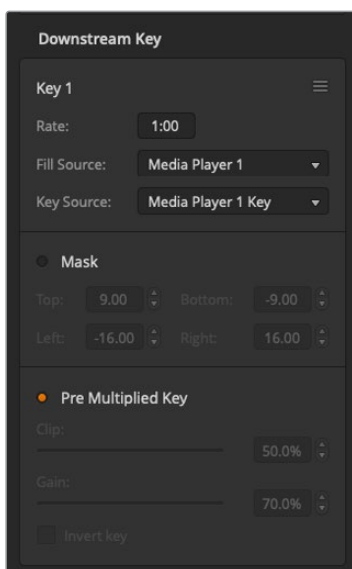 Downstream Key
Key 1
Rate: 1:00
Fill Source: Media Player 1
Key Source: Media Player 1 Key
Mask
Top: 9.00 Bottom: -9.00
Left: -16.00 Right: 16.00
Pre Multiplied Key
Clip:
50.0%
Gain:
70.0%
Invert key